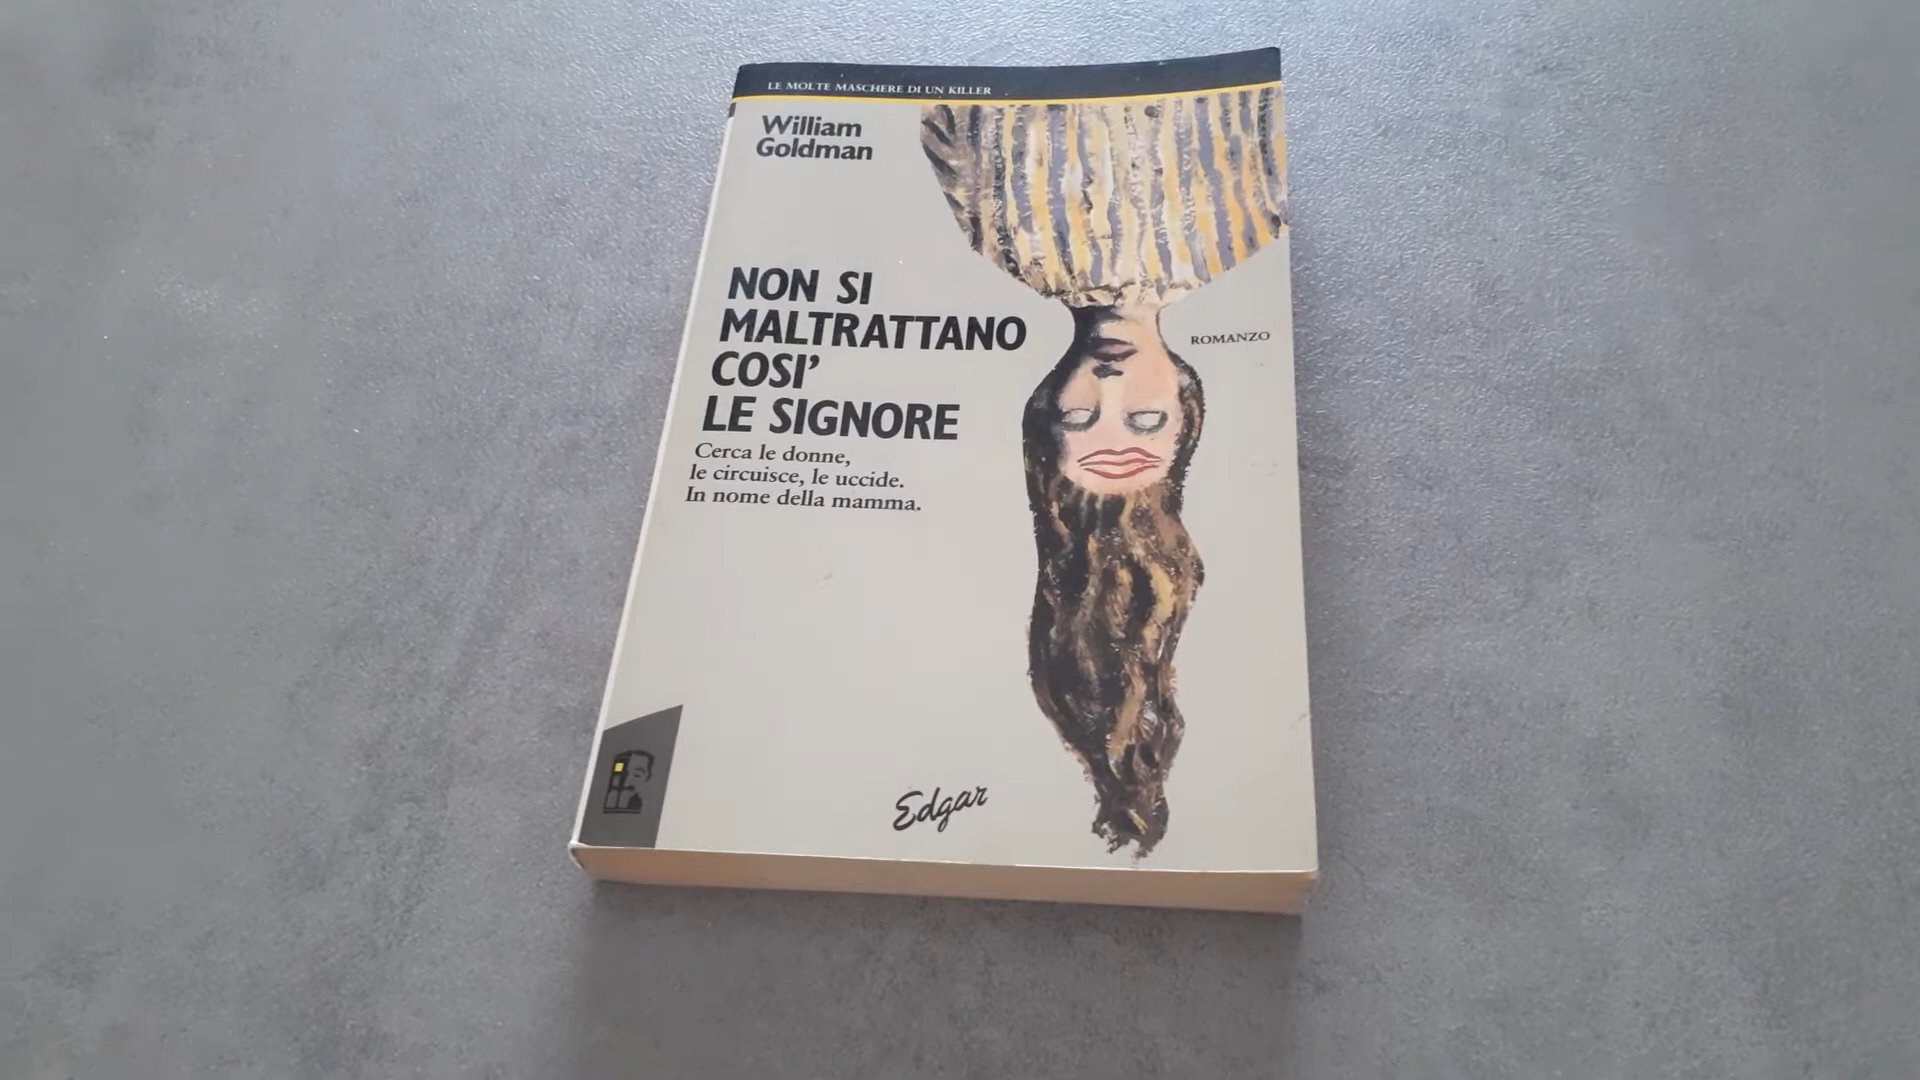 LE MOLTE MASCHERE DI UN KILLER
William
Goldman
NON SI
MALTRATTANO
COSI'
LE SIGNORE
ROMANZO
Cerca le donne,
le circuisce, le uccide.
In nome della mamma.
Edgar